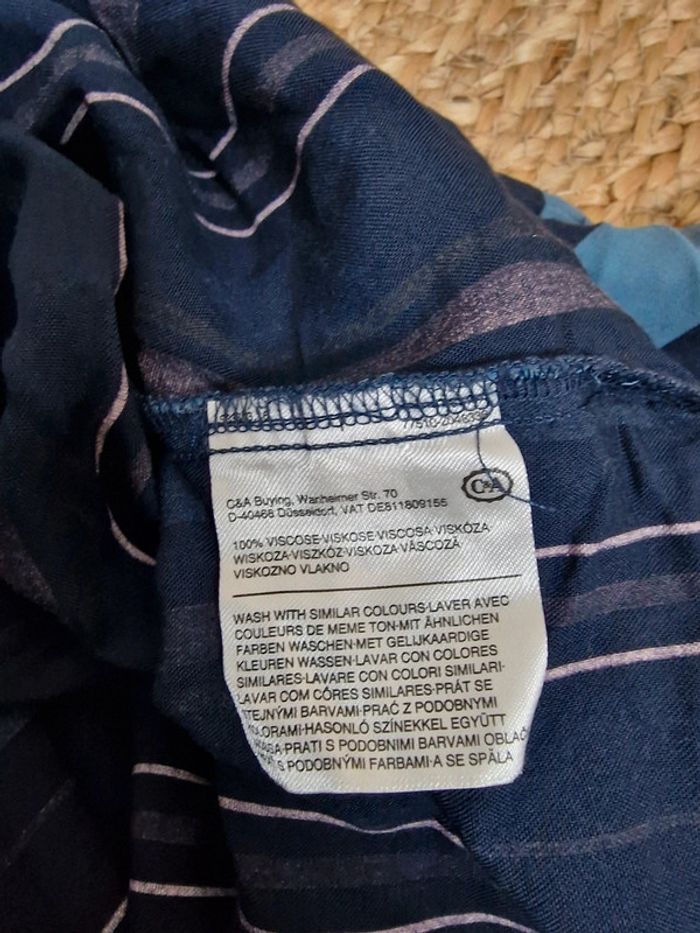 C&A
C&A Buying, Wanheimer Str. 70
D-40468 Düsseldorf, VAT DE811809155
100% VISCOSE·VISKOSE·VISCOSA·VISKÓZA
WISKOZA·VISZKÓZ·VISKOZA·VÂSCOZĂ
VISKOZNO VLAKNO
WASH WITH SIMILAR COLOURS·LAVER AVEC
COULEURS DE MEME TON·MIT ÄHNLICHEN
FARBEN WASCHEN·MET GELIJKAARDIGE
KLEUREN WASSEN·LAVAR CON COLORES
SIMILARES·LAVARE CON COLORI SIMILARI·
LAVAR COM CÔRES SIMILARES·PRÁT SE
STEJNÝMI BARVAMI·PRAĆ Z PODOBNYMI
KOLORAMI·HASONLÓ SZÍNEKKEL EGYÜTT
PRATI S PODOBNIMI BARVAMI OBLAČ
S PODOBNÝMI FARBAMI·A SE SPĂLA